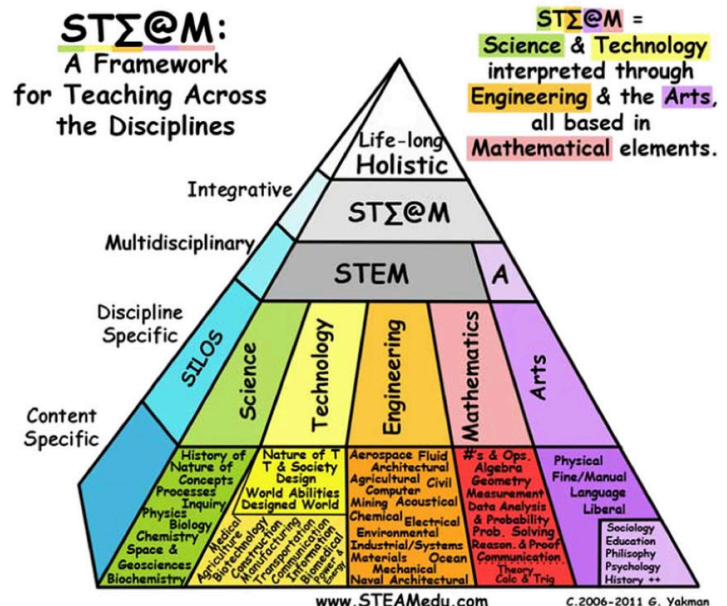 STΣ@M:
A Framework
for Teaching Across
the Disciplines
STΣ@M =
Science & Technology
interpreted through
Engineering & the Arts,
all based in
Mathematical elements.
Life-long
Holistic
Integrative
STΣ@M
Multidisciplinary
STEM
A
Discipline
Specific
SILOS
Science
Technology
Engineering
Mathematics
Arts
Content
Specific
History of
Nature of
Concepts
Processes
Inquiry
Physics
Biology
Chemistry
Space &
Geosciences
Biochemistry
Nature of T
T & Society
Design
World Abilities
Designed World
Medical
Agriculture &
Biotechnology
Construction
Manufacturing
Transportation
Communication
Information
Biomedical
Power &
Energy
Aerospace Fluid
Architectural
Agricultural Civil
Computer
Mining Acoustical
Chemical Electrical
Environmental
Industrial/Systems
Materials Ocean
Mechanical
Naval Architectural
#'s & Ops.
Algebra
Geometry
Measurement
Data Analysis
& Probability
Prob. Solving
Reason. & Proof
Communication
Theory
Calc & Trig
Physical
Fine/Manual
Language
Liberal
Sociology
Education
Philisophy
Psychology
History ++
www.STEAMedu.com
C.2006-2011 G. Yakman